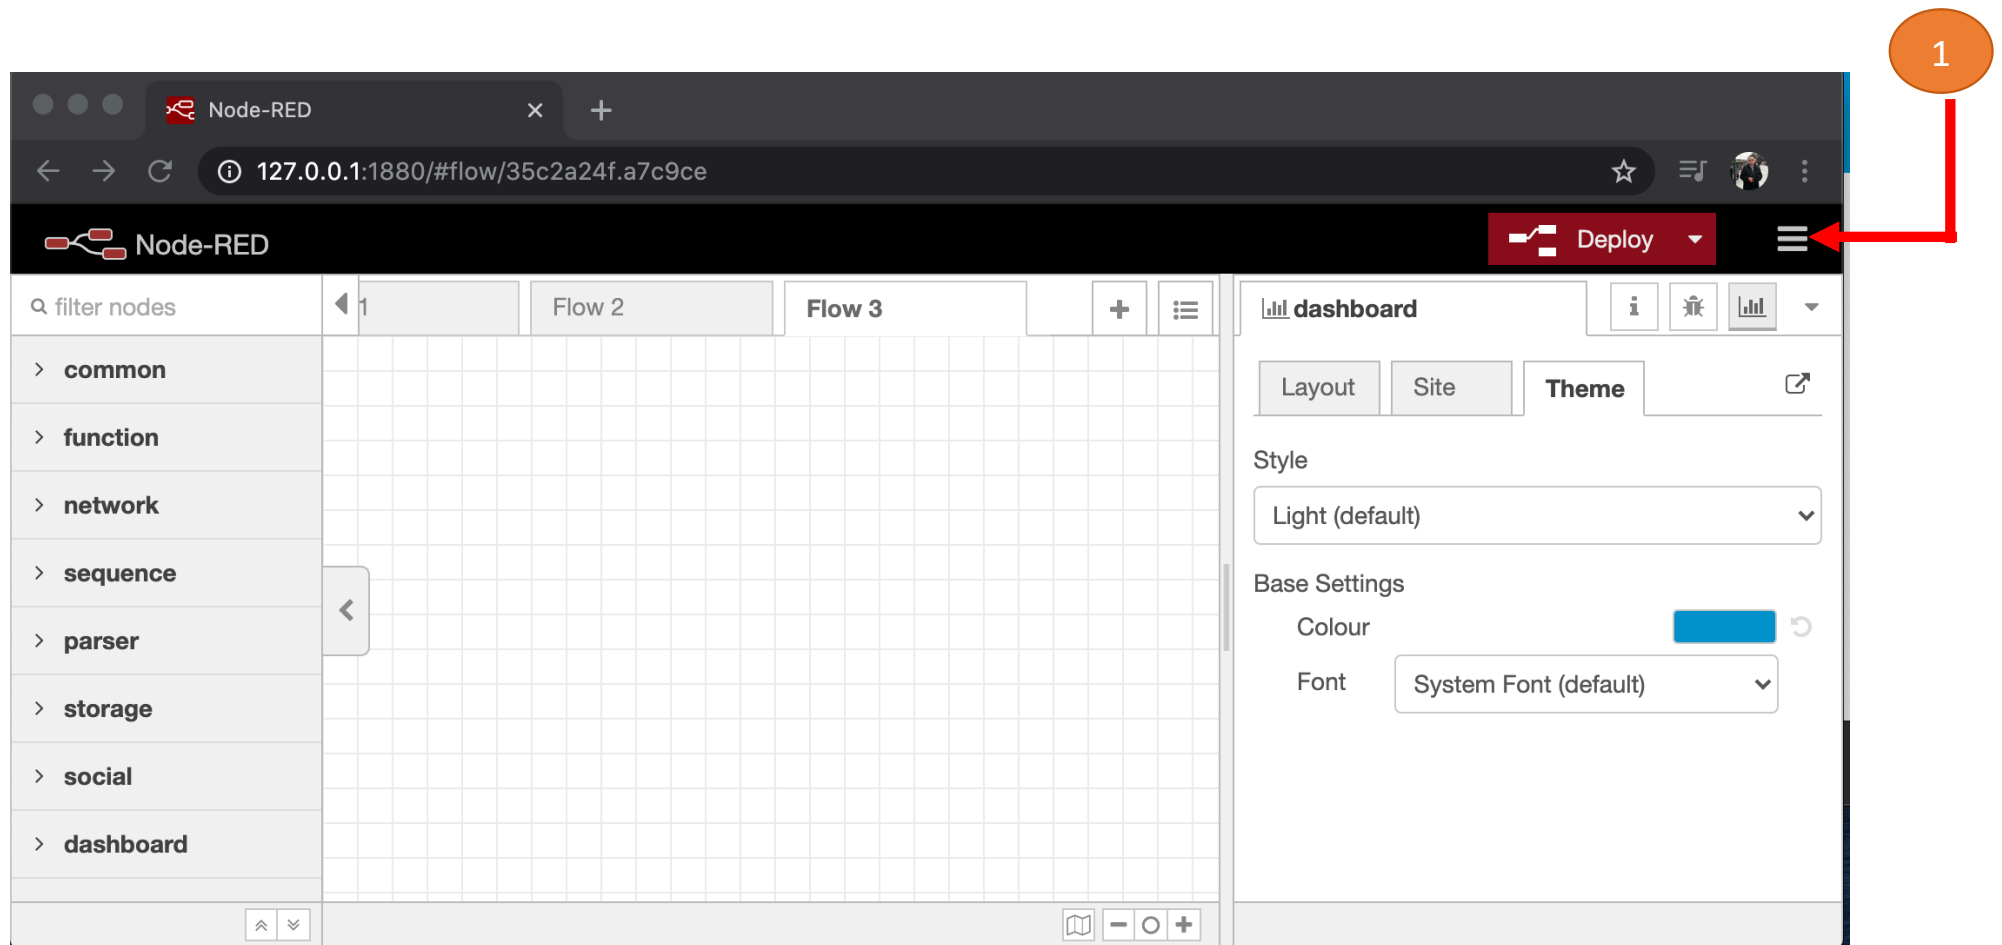 1
Node-RED
127.0.0.1:1880/#flow/35c2a24f.a7c9ce
Node-RED
Deploy
filter nodes
1
Flow 2
Flow 3
dashboard
common
function
network
sequence
parser
storage
social
dashboard
Layout
Site
Theme
Style
Light (default)
Base Settings
Colour
Font
System Font (default)